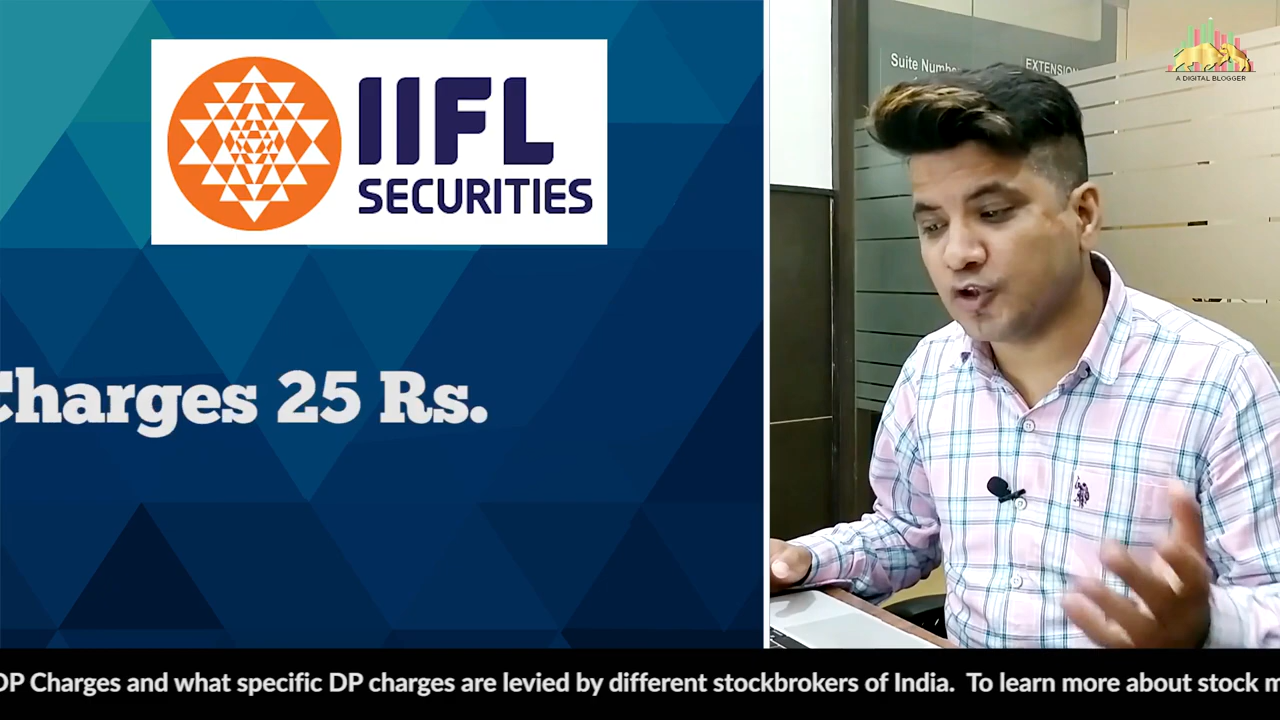 IIFL
SECURITIES
Charges 25 Rs.
Suite Number
EXTENSION
A DIGITAL BLOGGER
DP Charges and what specific DP charges are levied by different stockbrokers of India. To learn more about stock m